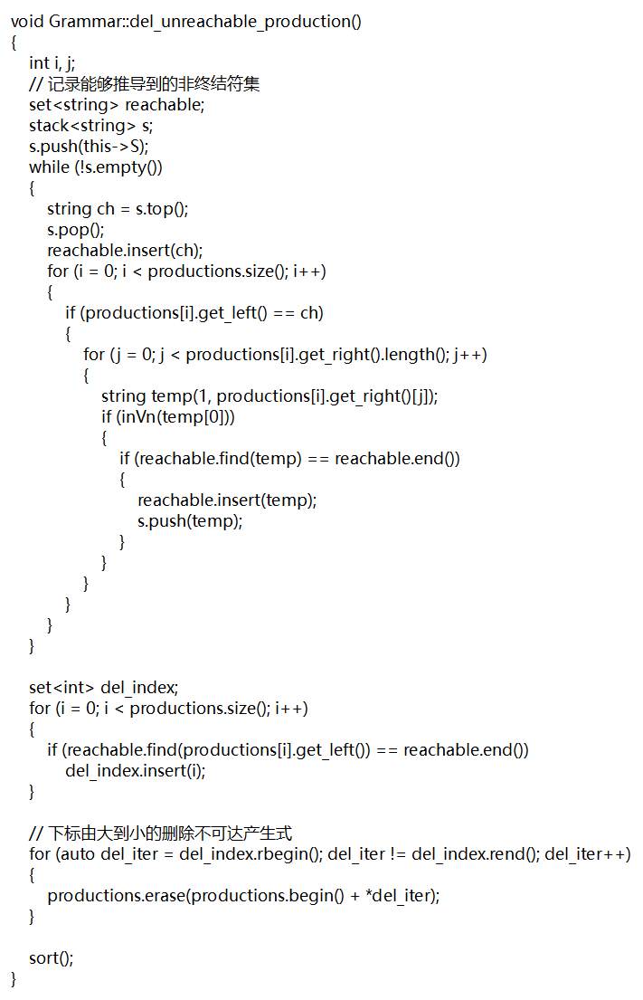 void Grammar::del_unreachable_production()
{
    int i, j;
    // 记录能够推导到的非终结符集
    set<string> reachable;
    stack<string> s;
    s.push(this->S);
    while (!s.empty())
    {
        string ch = s.top();
        s.pop();
        reachable.insert(ch);
        for (i = 0; i < productions.size(); i++)
        {
            if (productions[i].get_left() == ch)
            {
                for (j = 0; j < productions[i].get_right().length(); j++)
                {
                    string temp(1, productions[i].get_right()[j]);
                    if (inVn(temp[0]))
                    {
                        if (reachable.find(temp) == reachable.end())
                        {
                            reachable.insert(temp);
                            s.push(temp);
                        }
                    }
                }
            }
        }
    }

    set<int> del_index;
    for (i = 0; i < productions.size(); i++)
    {
        if (reachable.find(productions[i].get_left()) == reachable.end())
            del_index.insert(i);
    }

    // 下标由大到小的删除不可达产生式
    for (auto del_iter = del_index.rbegin(); del_iter != del_index.rend(); del_iter++)
    {
        productions.erase(productions.begin() + *del_iter);
    }

    sort();
}